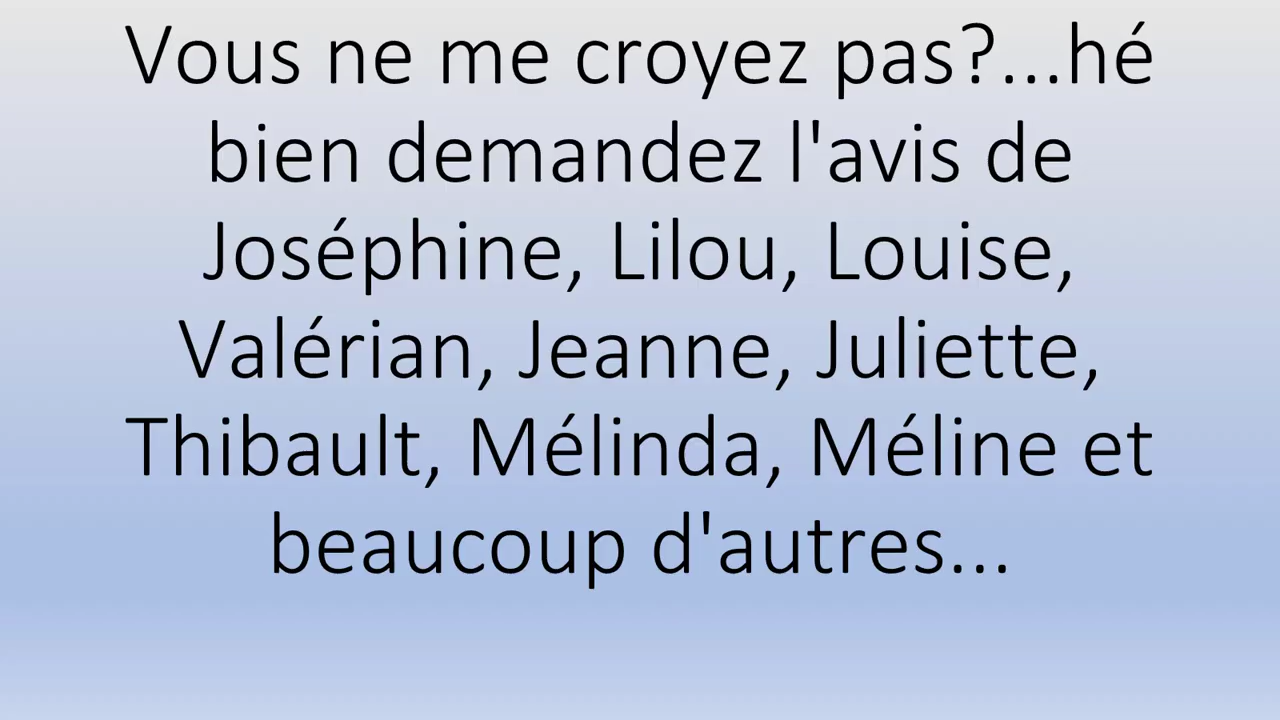 Vous ne me croyez pas?...hé
bien demandez l'avis de
Joséphine, Lilou, Louise,
Valérian, Jeanne, Juliette,
Thibault, Mélinda, Méline et
beaucoup d'autres...